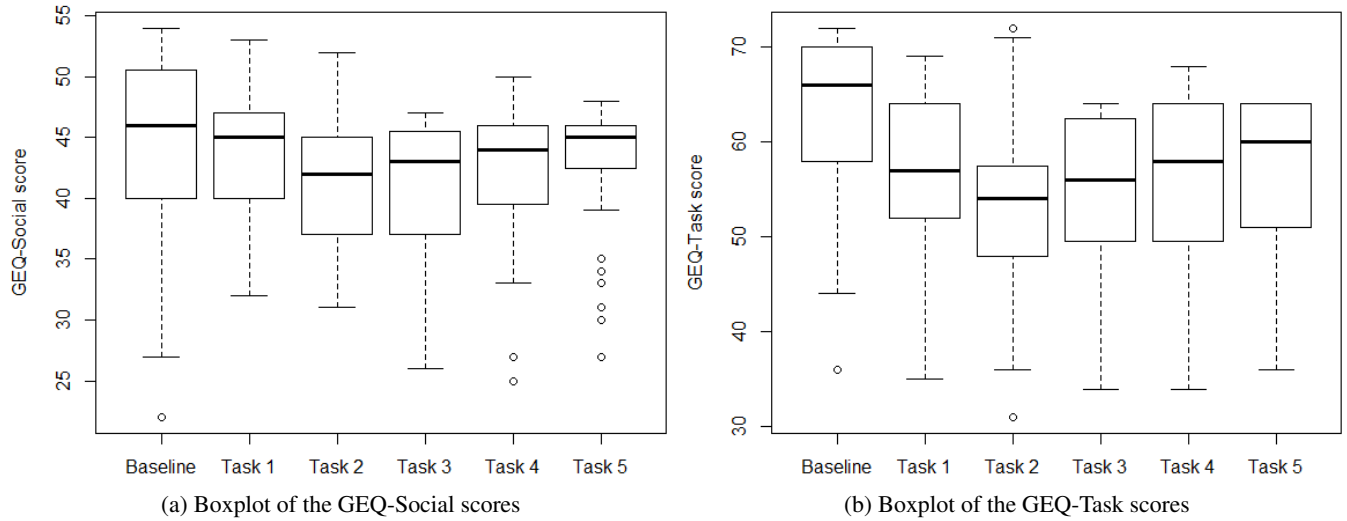 GEQ-Social score
55
50
45
40
35
30
25
Baseline Task 1 Task 2 Task 3 Task 4 Task 5
(a) Boxplot of the GEQ-Social scores
GEQ-Task score
70
60
50
40
30
Baseline Task 1 Task 2 Task 3 Task 4 Task 5
(b) Boxplot of the GEQ-Task scores